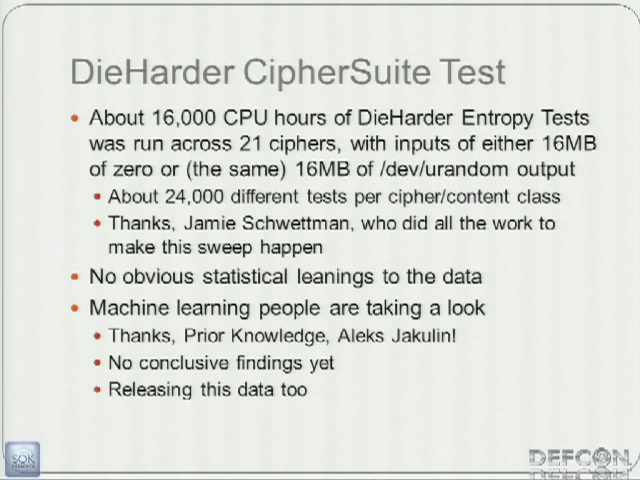 DieHarder CipherSuite Test
• About 16,000 CPU hours of DieHarder Entropy Tests
was run across 21 ciphers, with inputs of either 16MB
of zero or (the same) 16MB of /dev/urandom output
• About 24,000 different tests per cipher/content class
• Thanks, Jamie Schwettman, who did all the work to
make this sweep happen
• No obvious statistical leanings to the data
• Machine learning people are taking a look
• Thanks, Prior Knowledge, Aleks Jakulin!
• No conclusive findings yet
• Releasing this data too
SOK
DEFCON